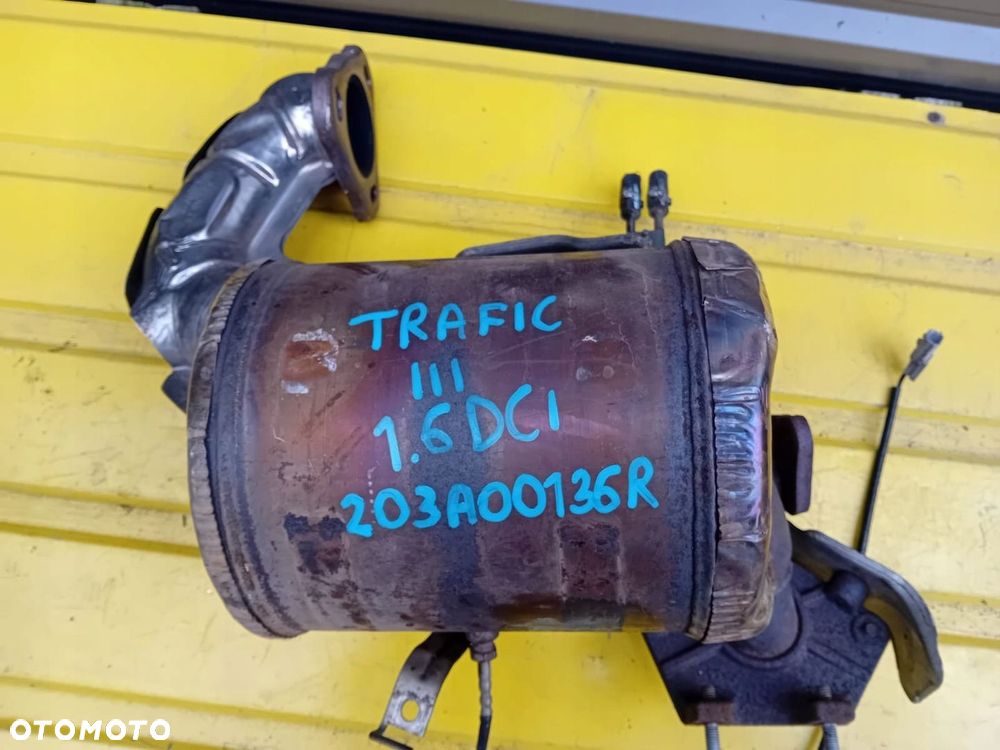 TRAFIC
III
1.6 DCI
203A00136R
OTOMOTO